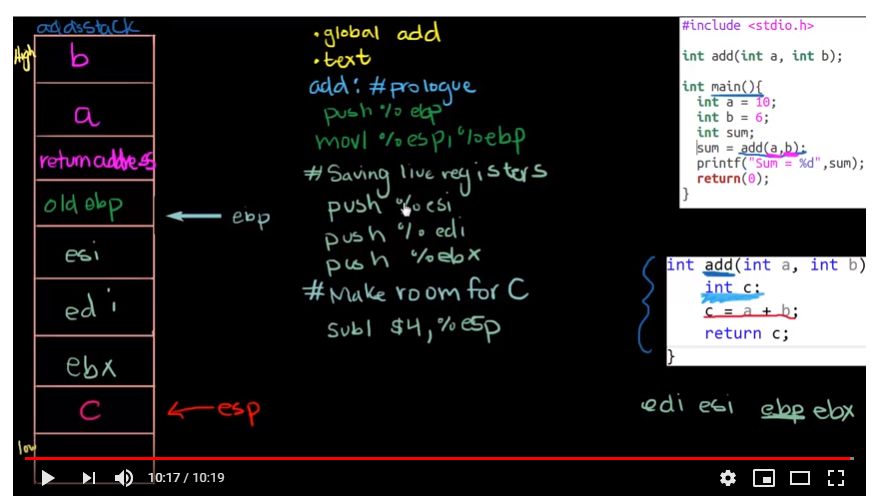 add's stack
High
b
a
return address
old ebp
ebp
esi
edi
ebx
C
esp
low
.global add
.text
add: #prologue
push %ebp
movl %esp, %ebp
#Saving live registers
push %esi
push %edi
push %ebx
#Make room for C
subl $4, %esp
#include <stdio.h>
int add(int a, int b);
int main(){
int a = 10;
int b = 6;
int sum;
sum = add(a,b);
printf("Sum = %d",sum);
return(0);
}
int add(int a, int b)
int c;
c = a + b;
return c;
}
edi esi ebp ebx
10:17 / 10:19